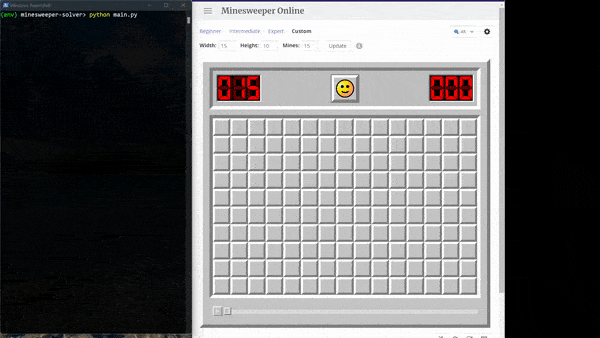 Windows PowerShell
(env) minesweeper-solver> python main.py
Minesweeper Online
Beginner Intermediate Expert Custom
Width: 15 Height: 10 Mines: 15 Update
015 000